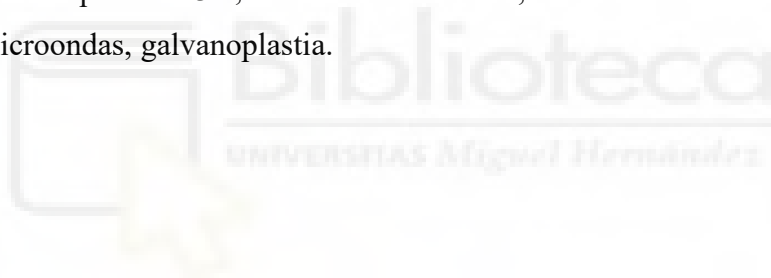 icroondas, galvanoplastia.
Biblioteca
UNIVERSITAS Miguel Hernández